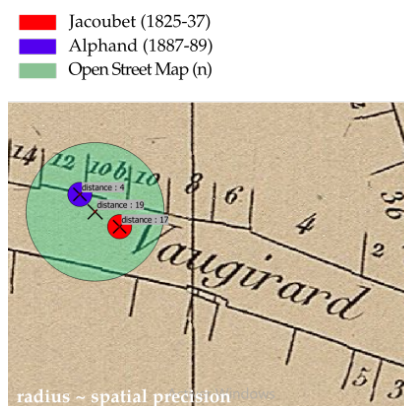 Jacoubet (1825-37)
Alphand (1887-89)
Open Street Map (n)
14 12 10b 10 8 6 4 2 36
distance : 4
distance : 19
distance : 17
Vaugirard
5 3
radius ~ spatial precision